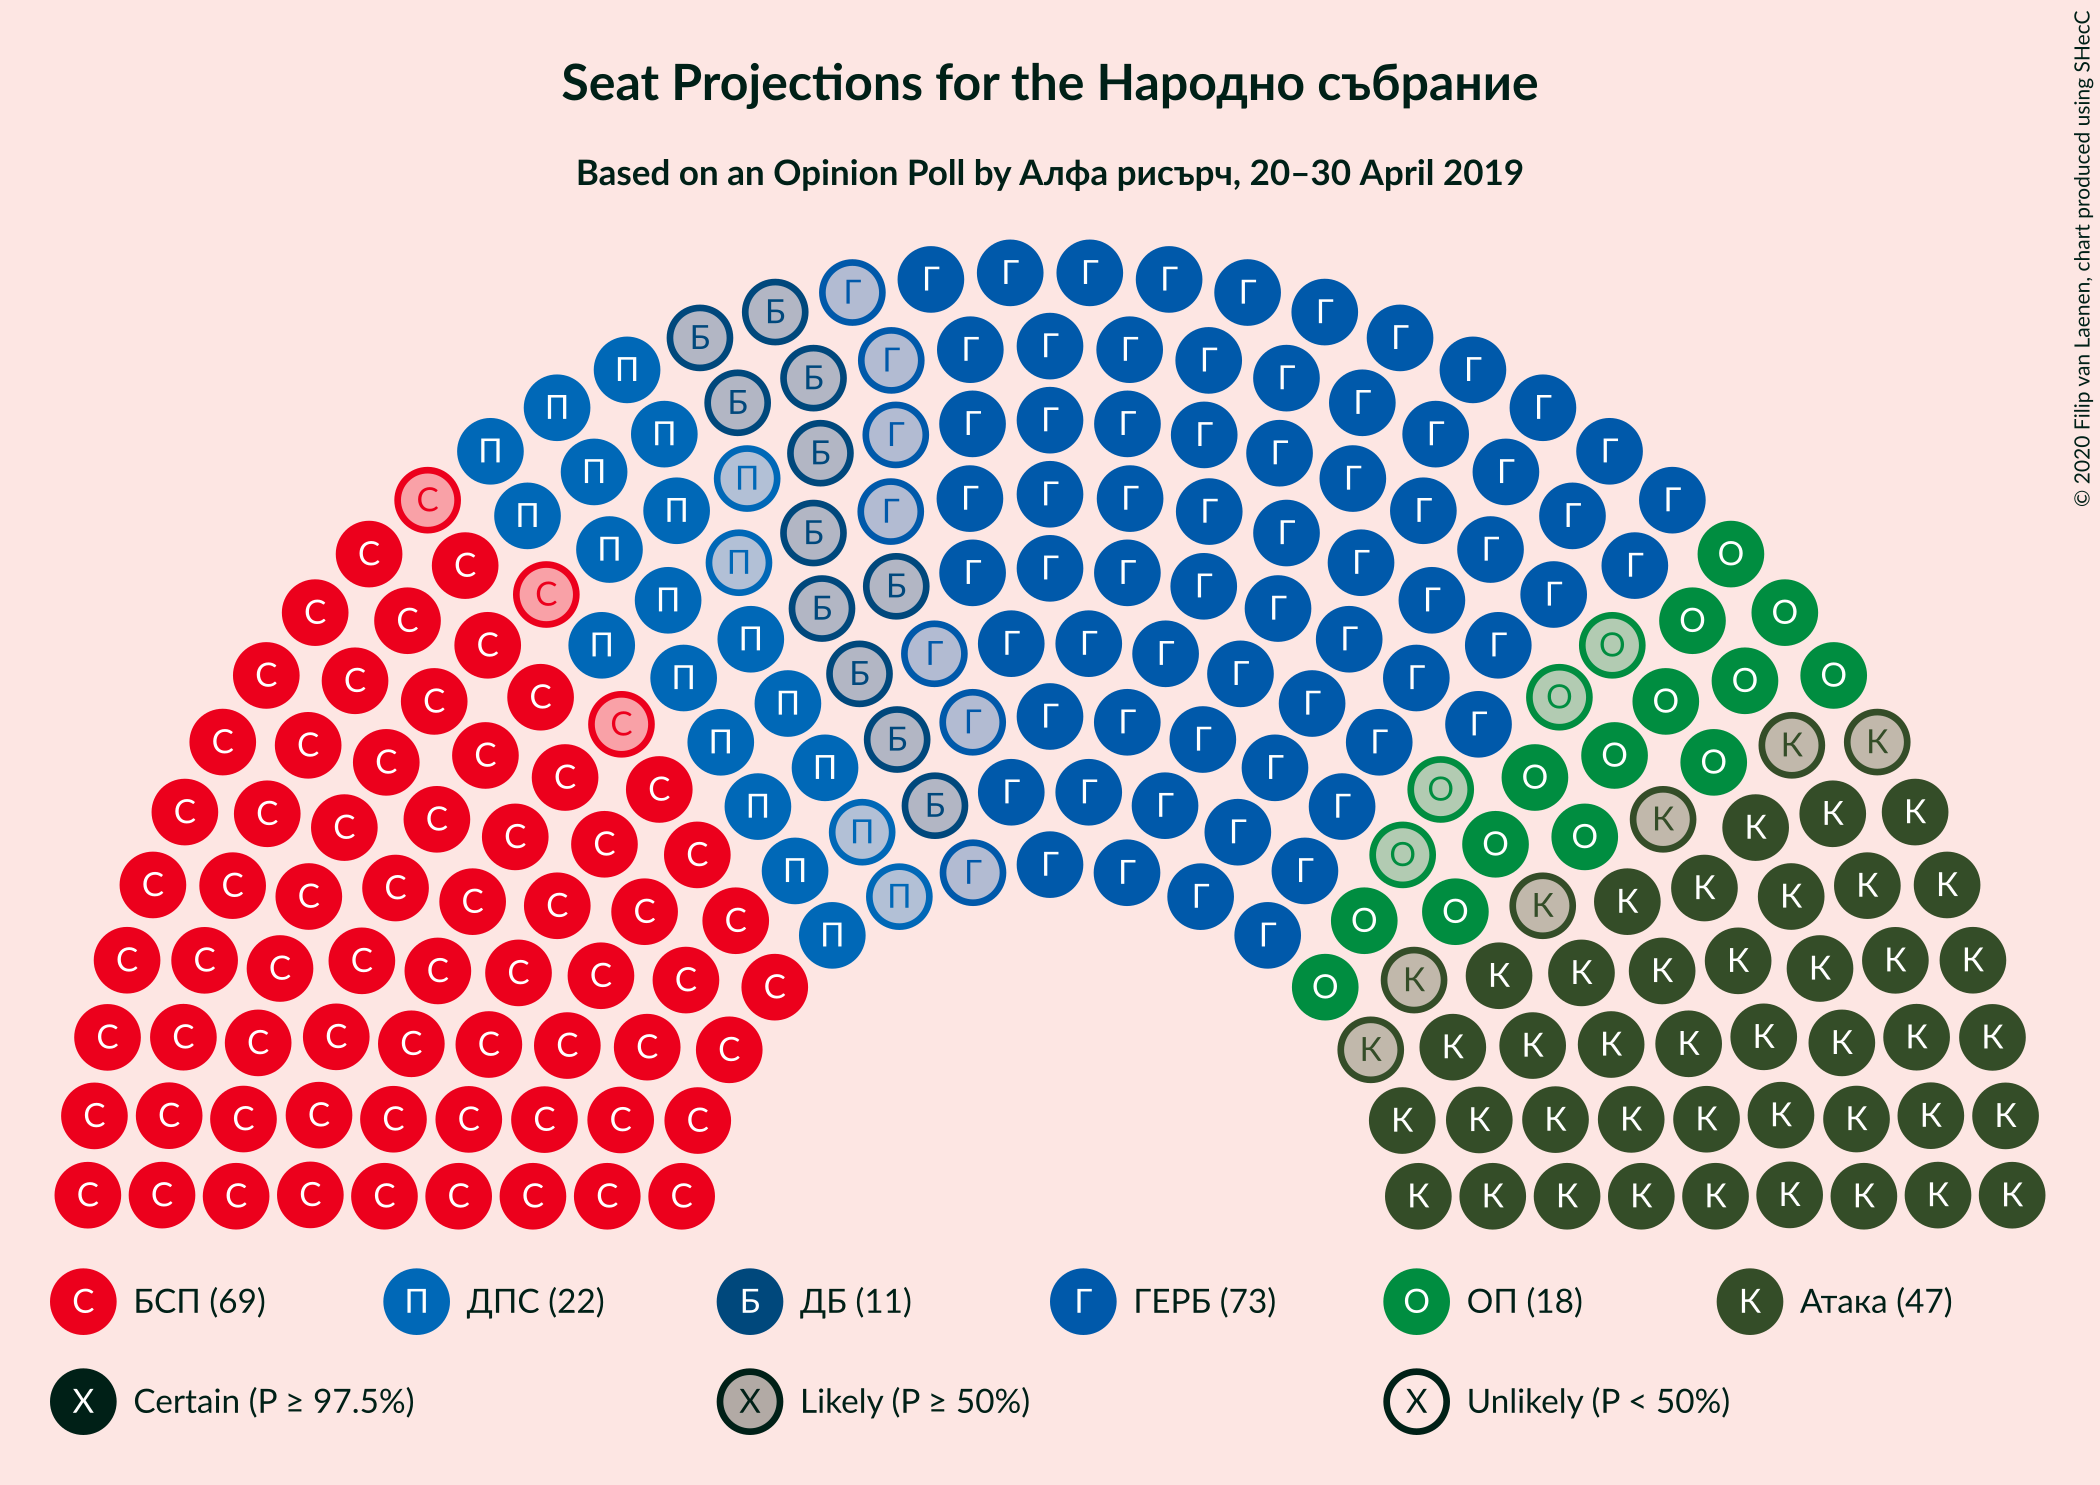 Seat Projections for the Народно събрание
Based on an Opinion Poll by Алфа рисърч, 20–30 April 2019
© 2020 Filip van Laenen, chart produced using SHecC
С БСП (69) П ДПС (22) Б ДБ (11) Г ГЕРБ (73) О ОП (18) К Атака (47)
X Certain (P ≥ 97.5%) X Likely (P ≥ 50%) X Unlikely (P < 50%)